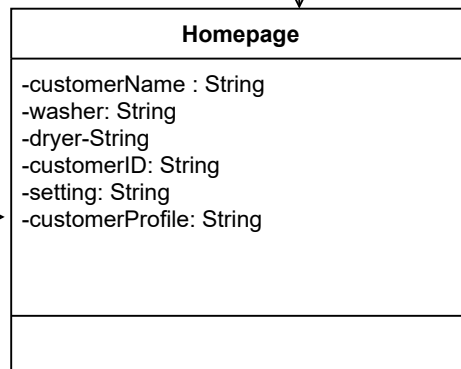 Homepage
-customerName : String
-washer: String
-dryer-String
-customerID: String
-setting: String
-customerProfile: String